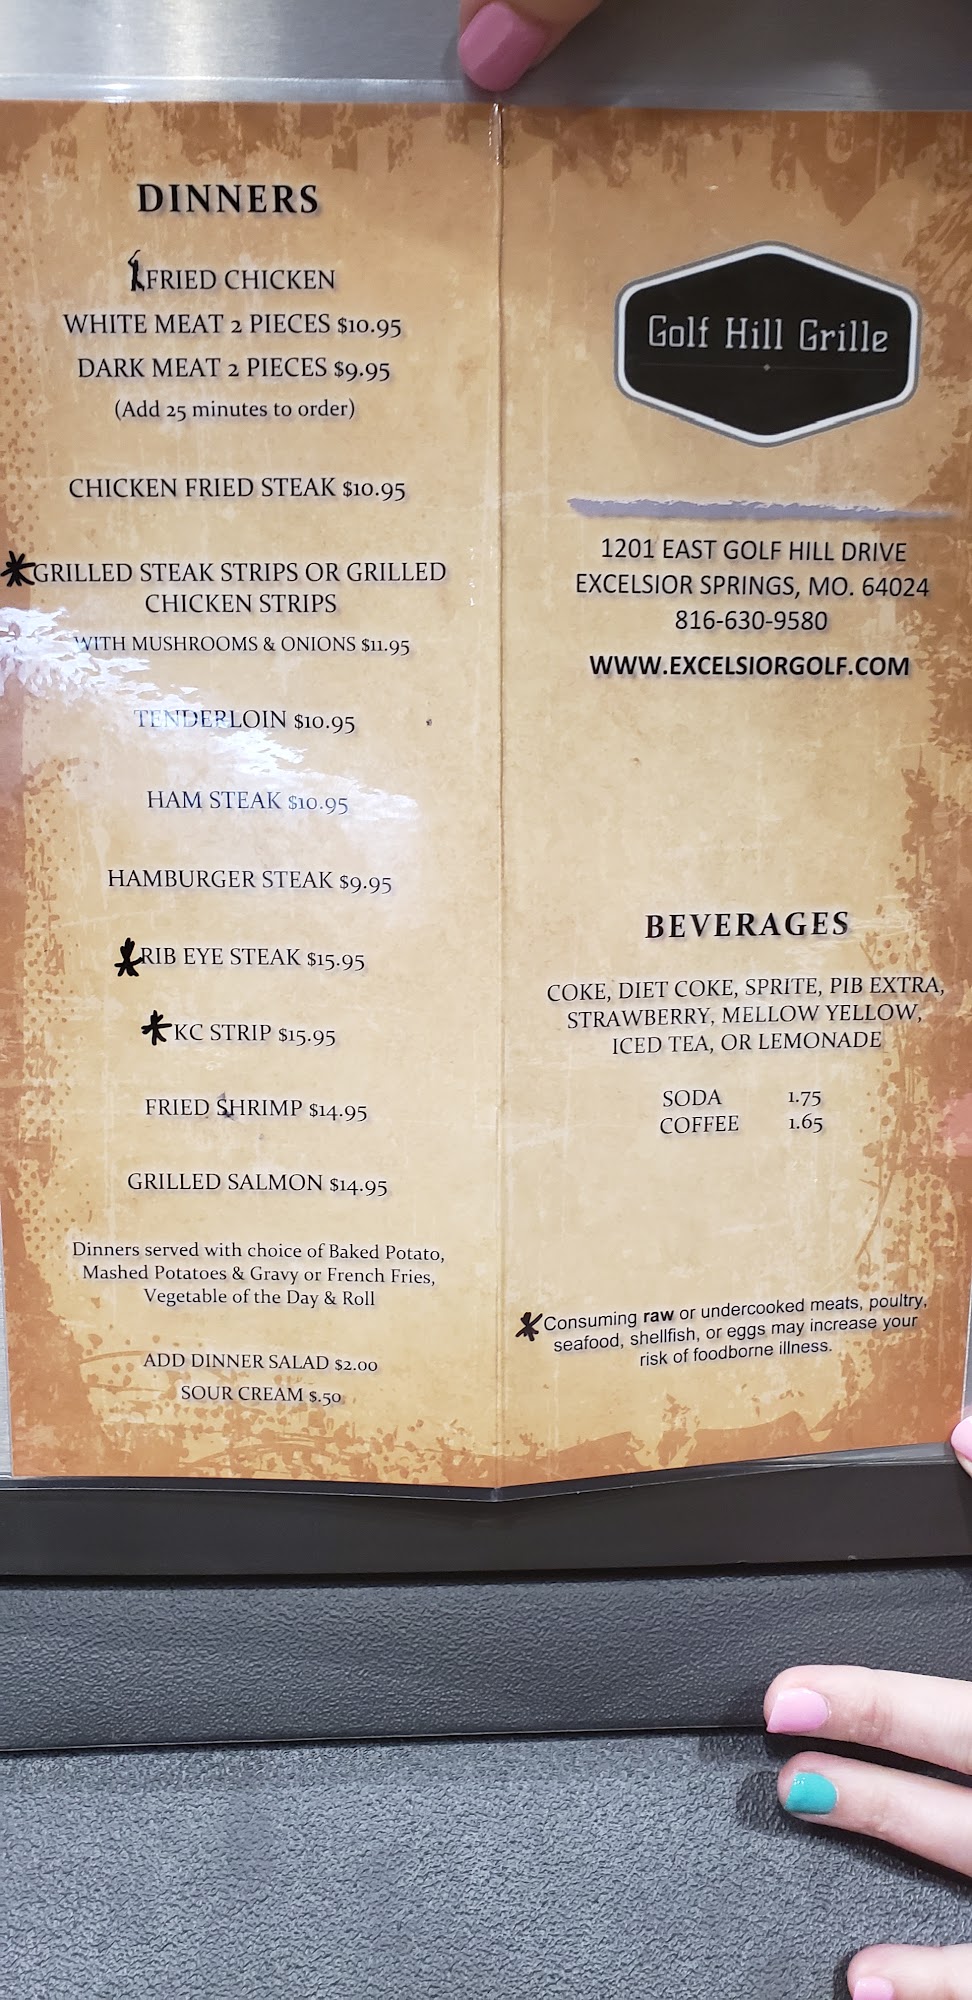 DINNERS
FRIED CHICKEN
WHITE MEAT 2 PIECES $10.95
DARK MEAT 2 PIECES $9.95
(Add 25 minutes to order)
CHICKEN FRIED STEAK $10.95
*GRILLED STEAK STRIPS OR GRILLED
CHICKEN STRIPS
WITH MUSHROOMS & ONIONS $11.95
TENDERLOIN $10.95
HAM STEAK $10.95
HAMBURGER STEAK $9.95
*RIB EYE STEAK $15.95
*KC STRIP $15.95
FRIED SHRIMP $14.95
GRILLED SALMON $14.95
Dinners served with choice of Baked Potato,
Mashed Potatoes & Gravy or French Fries,
Vegetable of the Day & Roll
ADD DINNER SALAD $2.00
SOUR CREAM $.50
Golf Hill Grille
1201 EAST GOLF HILL DRIVE
EXCELSIOR SPRINGS, MO. 64024
816-630-9580
WWW.EXCELSIORGOLF.COM
BEVERAGES
COKE, DIET COKE, SPRITE, PIB EXTRA,
STRAWBERRY, MELLOW YELLOW,
ICED TEA, OR LEMONADE
SODA 1.75
COFFEE 1.65
*Consuming raw or undercooked meats, poultry,
seafood, shellfish, or eggs may increase your
risk of foodborne illness.